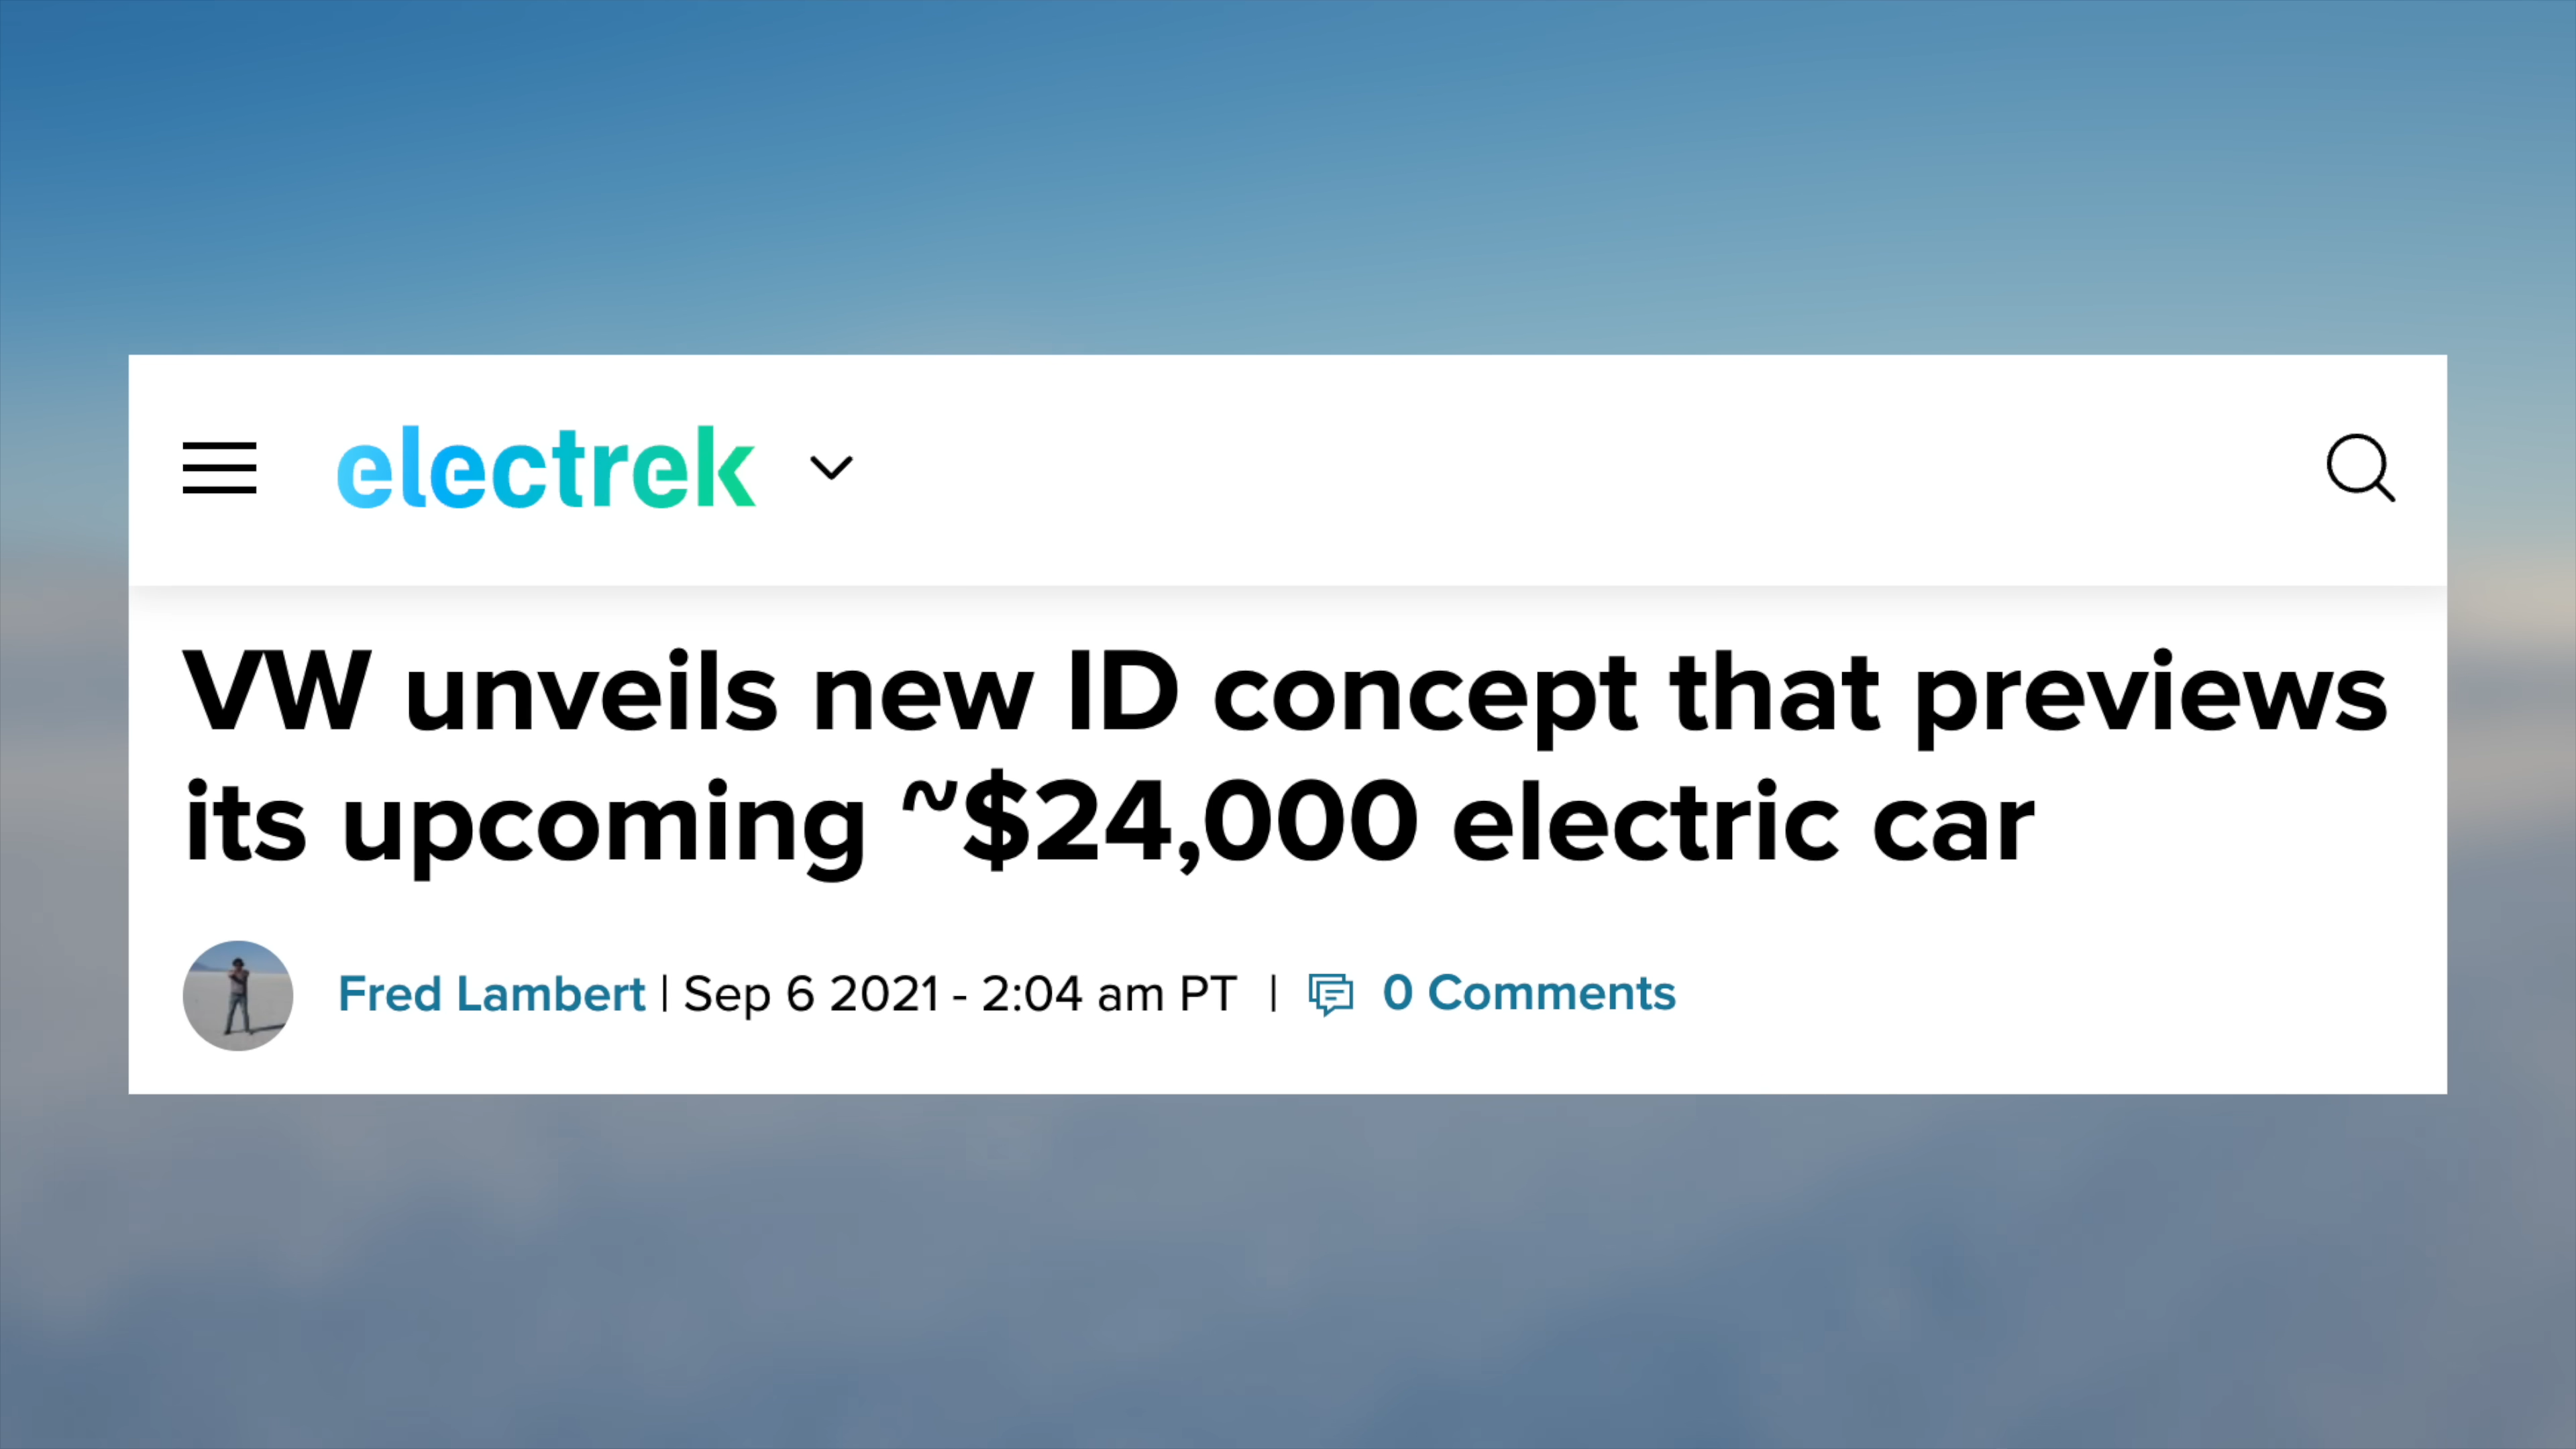 electrek
VW unveils new ID concept that previews
its upcoming ~$24,000 electric car
Fred Lambert | Sep 6 2021 - 2:04 am PT | 0 Comments